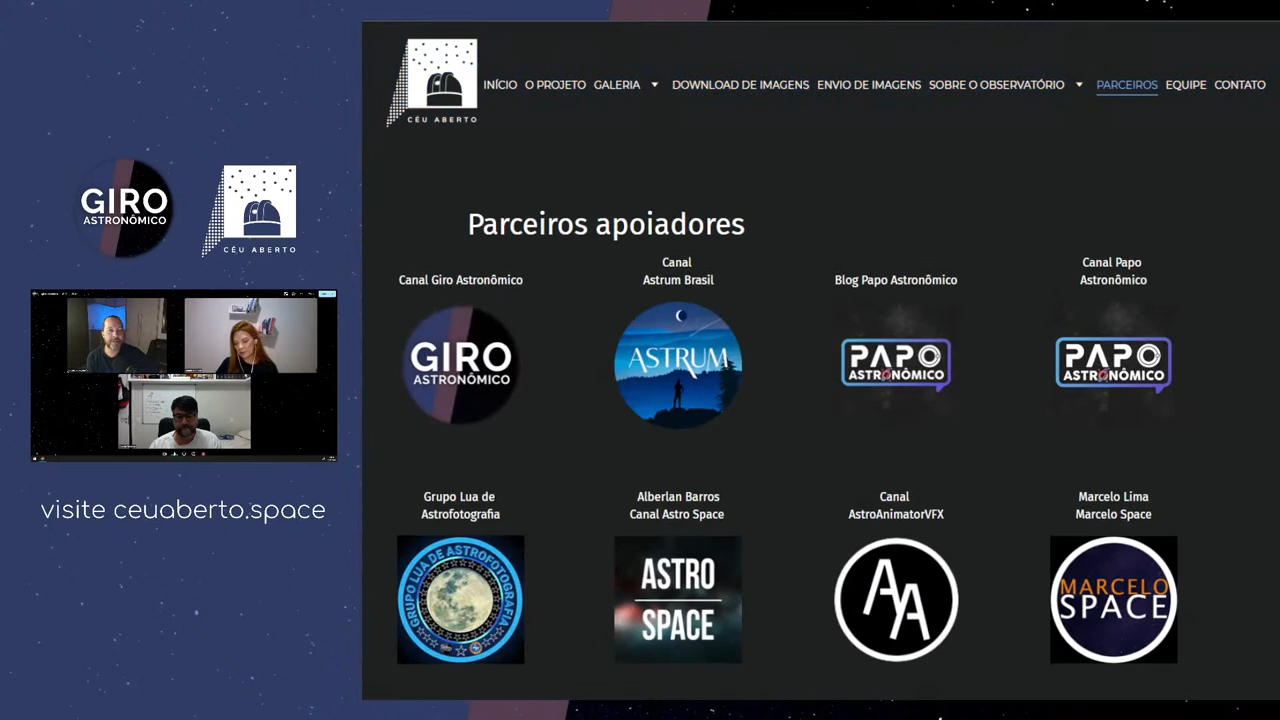 GIRO
ASTRONÔMICO
CÉU ABERTO
visite ceuaberto.space
CÉU ABERTO
INÍCIO O PROJETO GALERIA DOWNLOAD DE IMAGENS ENVIO DE IMAGENS SOBRE O OBSERVATÓRIO PARCEIROS EQUIPE CONTATO
Parceiros apoiadores
Canal Giro Astronômico
GIRO
ASTRONÔMICO
Canal
Astrum Brasil
ASTRUM
Blog Papo Astronômico
PAPO
ASTRONÔMICO
Canal Papo
Astronômico
PAPO
ASTRONÔMICO
Grupo Lua de
Astrofotografia
GRUPO LUA DE ASTROFOTOGRAFIA
Alberlan Barros
Canal Astro Space
ASTRO
SPACE
Canal
AstroAnimatorVFX
AA
Marcelo Lima
Marcelo Space
MARCELO
SPACE